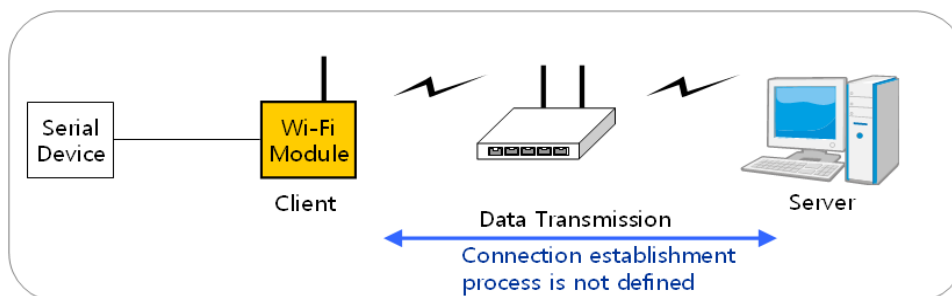 Serial
Device
Wi-Fi
Module
Client
Server
Data Transmission
Connection establishment
process is not defined